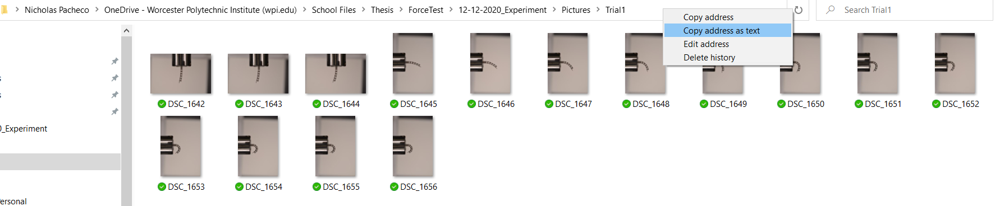 Nicholas Pacheco > OneDrive - Worcester Polytechnic Institute (wpi.edu) > School Files > Thesis > ForceTest > 12-12-2020_Experiment > Pictures > Trial1
Search Trial1
Copy address
Copy address as text
Edit address
Delete history
DSC_1642 DSC_1643 DSC_1644 DSC_1645 DSC_1646 DSC_1647 DSC_1648 DSC_1649 DSC_1650 DSC_1651 DSC_1652
_Experiment
DSC_1653 DSC_1654 DSC_1655 DSC_1656
ersonal